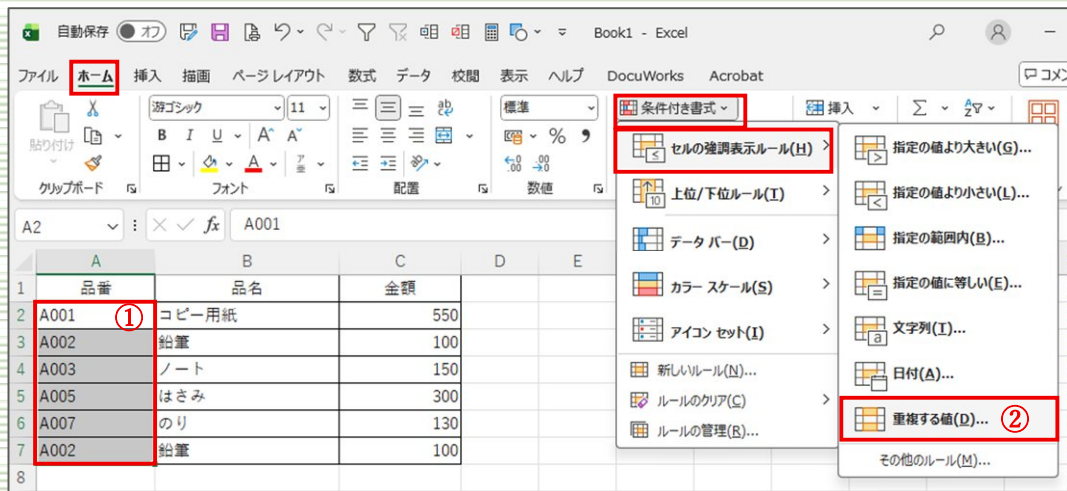 自動保存 オフ Book1 - Excel
ファイル ホーム 挿入 描画 ページ レイアウト 数式 データ 校閲 表示 ヘルプ DocuWorks Acrobat
貼り付け
クリップボード
游ゴシック 11
B I U A A
A ア 亜
フォント
ab
配置
標準
% 9
.00 .00
数値
条件付き書式
挿入
Σ A Z
セルの強調表示ルール(H)
上位/下位ルール(T)
10
データ バー(D)
カラー スケール(S)
アイコン セット(I)
新しいルール(N)...
ルールのクリア(C)
ルールの管理(R)...
指定の値より大きい(G)...
指定の値より小さい(L)...
指定の範囲内(B)...
指定の値に等しい(E)...
文字列(T)...
日付(A)...
重複する値(D)... ②
その他のルール(M)...
A2 fx A001
A B C D E
1 品番 品名 金額
2 A001 ① コピー用紙 550
3 A002 鉛筆 100
4 A003 ノート 150
5 A005 はさみ 300
6 A007 のり 130
7 A002 鉛筆 100
8